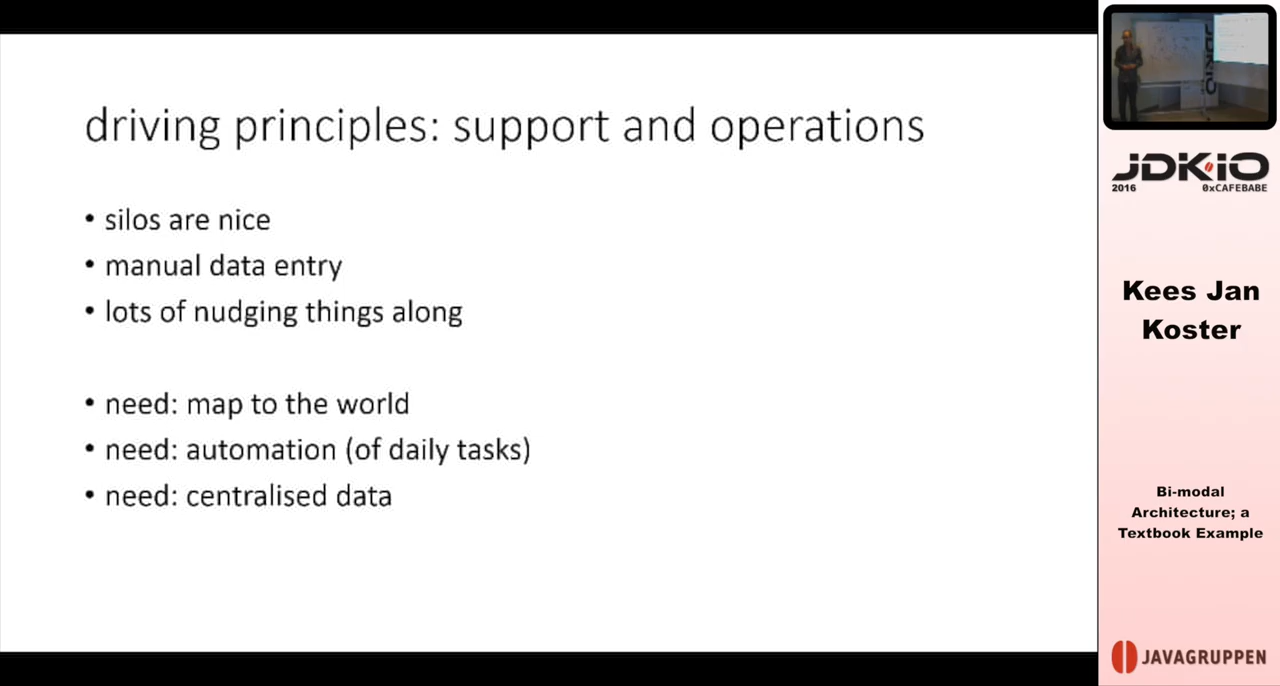 driving principles: support and operations
• silos are nice
• manual data entry
• lots of nudging things along
• need: map to the world
• need: automation (of daily tasks)
• need: centralised data
JDK.iO
2016 0xCAFEBABE
Kees Jan
Koster
Bi-modal
Architecture; a
Textbook Example
JAVAGRUPPEN